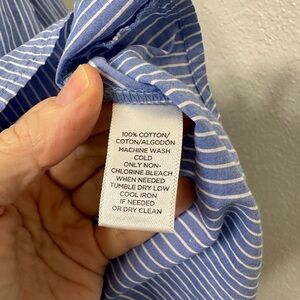 100% COTTON/
COTON/ALGODÓN
MACHINE WASH
COLD
ONLY NON-
CHLORINE BLEACH
WHEN NEEDED
TUMBLE DRY LOW
COOL IRON
IF NEEDED
OR DRY CLEAN